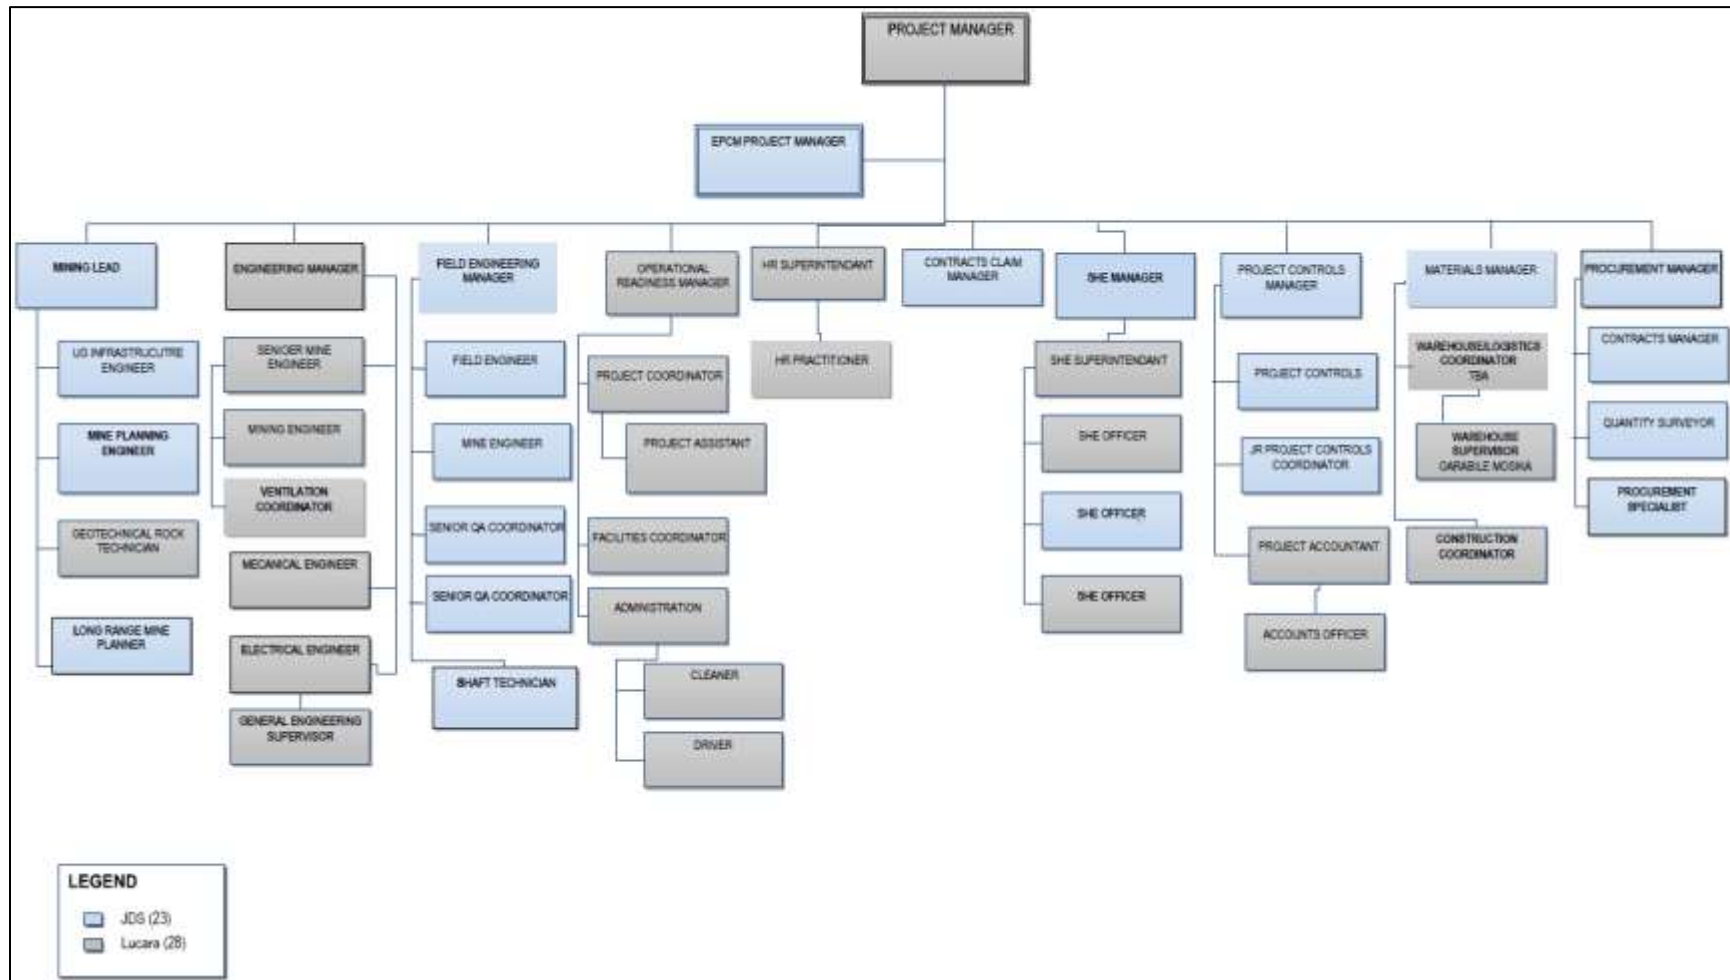 PROJECT MANAGER
EPCM PROJECT MANAGER
MINING LEAD
ENGINEERING MANAGER
FIELD ENGINEERING
MANAGER
OPERATIONAL
READINESS MANAGER
HR SUPERINTENDANT
CONTRACTS CLAIM
MANAGER
SHE MANAGER
PROJECT CONTROLS
MANAGER
MATERIALS MANAGER
PROCUREMENT MANAGER
UG INFRASTRUCUTRE
ENGINEER
MINE PLANNING
ENGINEER
GEOTECHNICAL ROCK
TECHNICIAN
LONG RANGE MINE
PLANNER
SENIOER MINE
ENGINEER
MINING ENGINEER
VENTILATION
COORDINATOR
MECANICAL ENGINEER
ELECTRICAL ENGINEER
GENERAL ENGINEERING
SUPERVISOR
FIELD ENGINEER
MINE ENGINEER
SENIOR QA COORDINATOR
SENIOR QA COORDINATOR
SHAFT TECHNICIAN
PROJECT COORDINATOR
PROJECT ASSISTANT
FACILITIES COORDINATOR
ADMINISTRATION
CLEANER
DRIVER
HR PRACTITIONER
SHE SUPERINTENDANT
SHE OFFICER
SHE OFFICER
SHE OFFICER
PROJECT CONTROLS
JR PROJECT CONTROLS
COORDINATOR
PROJECT ACCOUNTANT
ACCOUNTS OFFICER
WAREHOUSE/LOGISTICS
COORDINATOR
TBA
WAREHOUSE
SUPERVISOR
CONSTRUCTION
COORDINATOR
CONTRACTS MANAGER
QUANTITY SURVEYOR
PROCUREMENT
SPECIALIST
LEGEND
JDS (23)
Lucara (28)